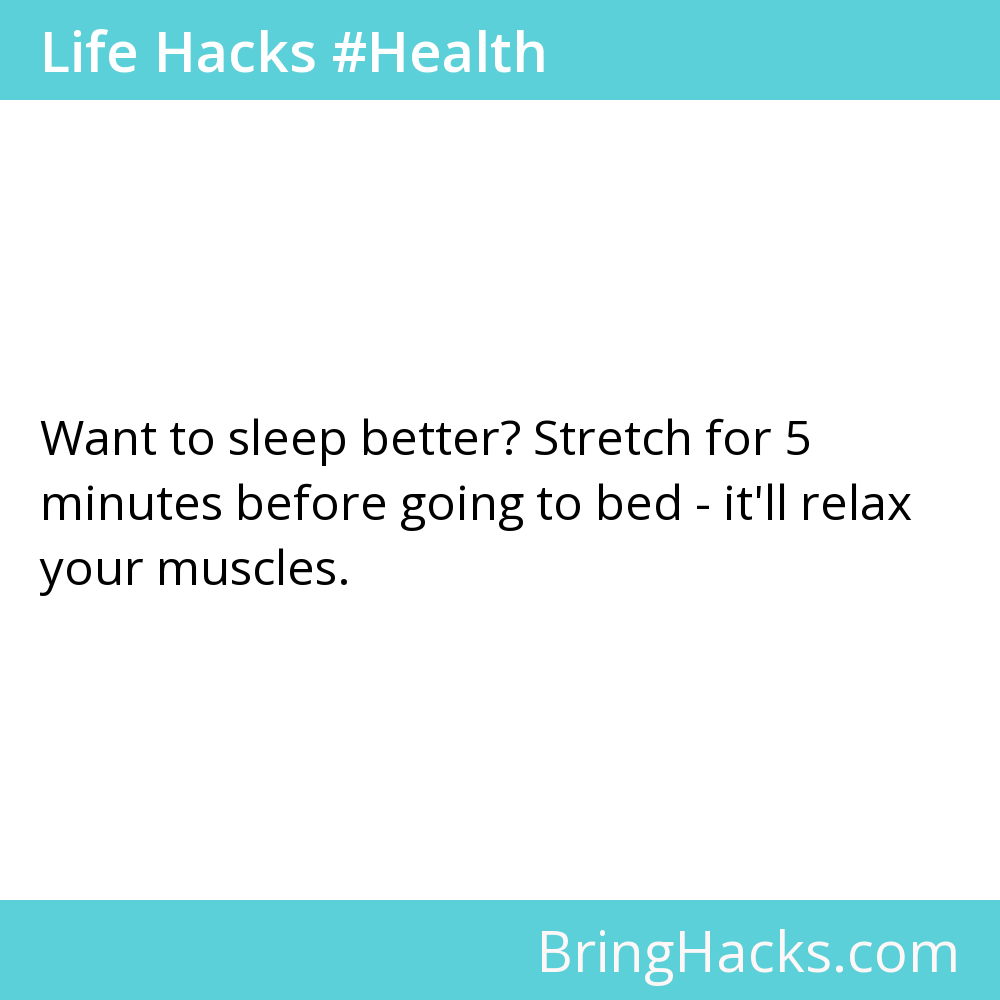 Life Hacks #Health
Want to sleep better? Stretch for 5
minutes before going to bed - it'll relax
your muscles.
BringHacks.com